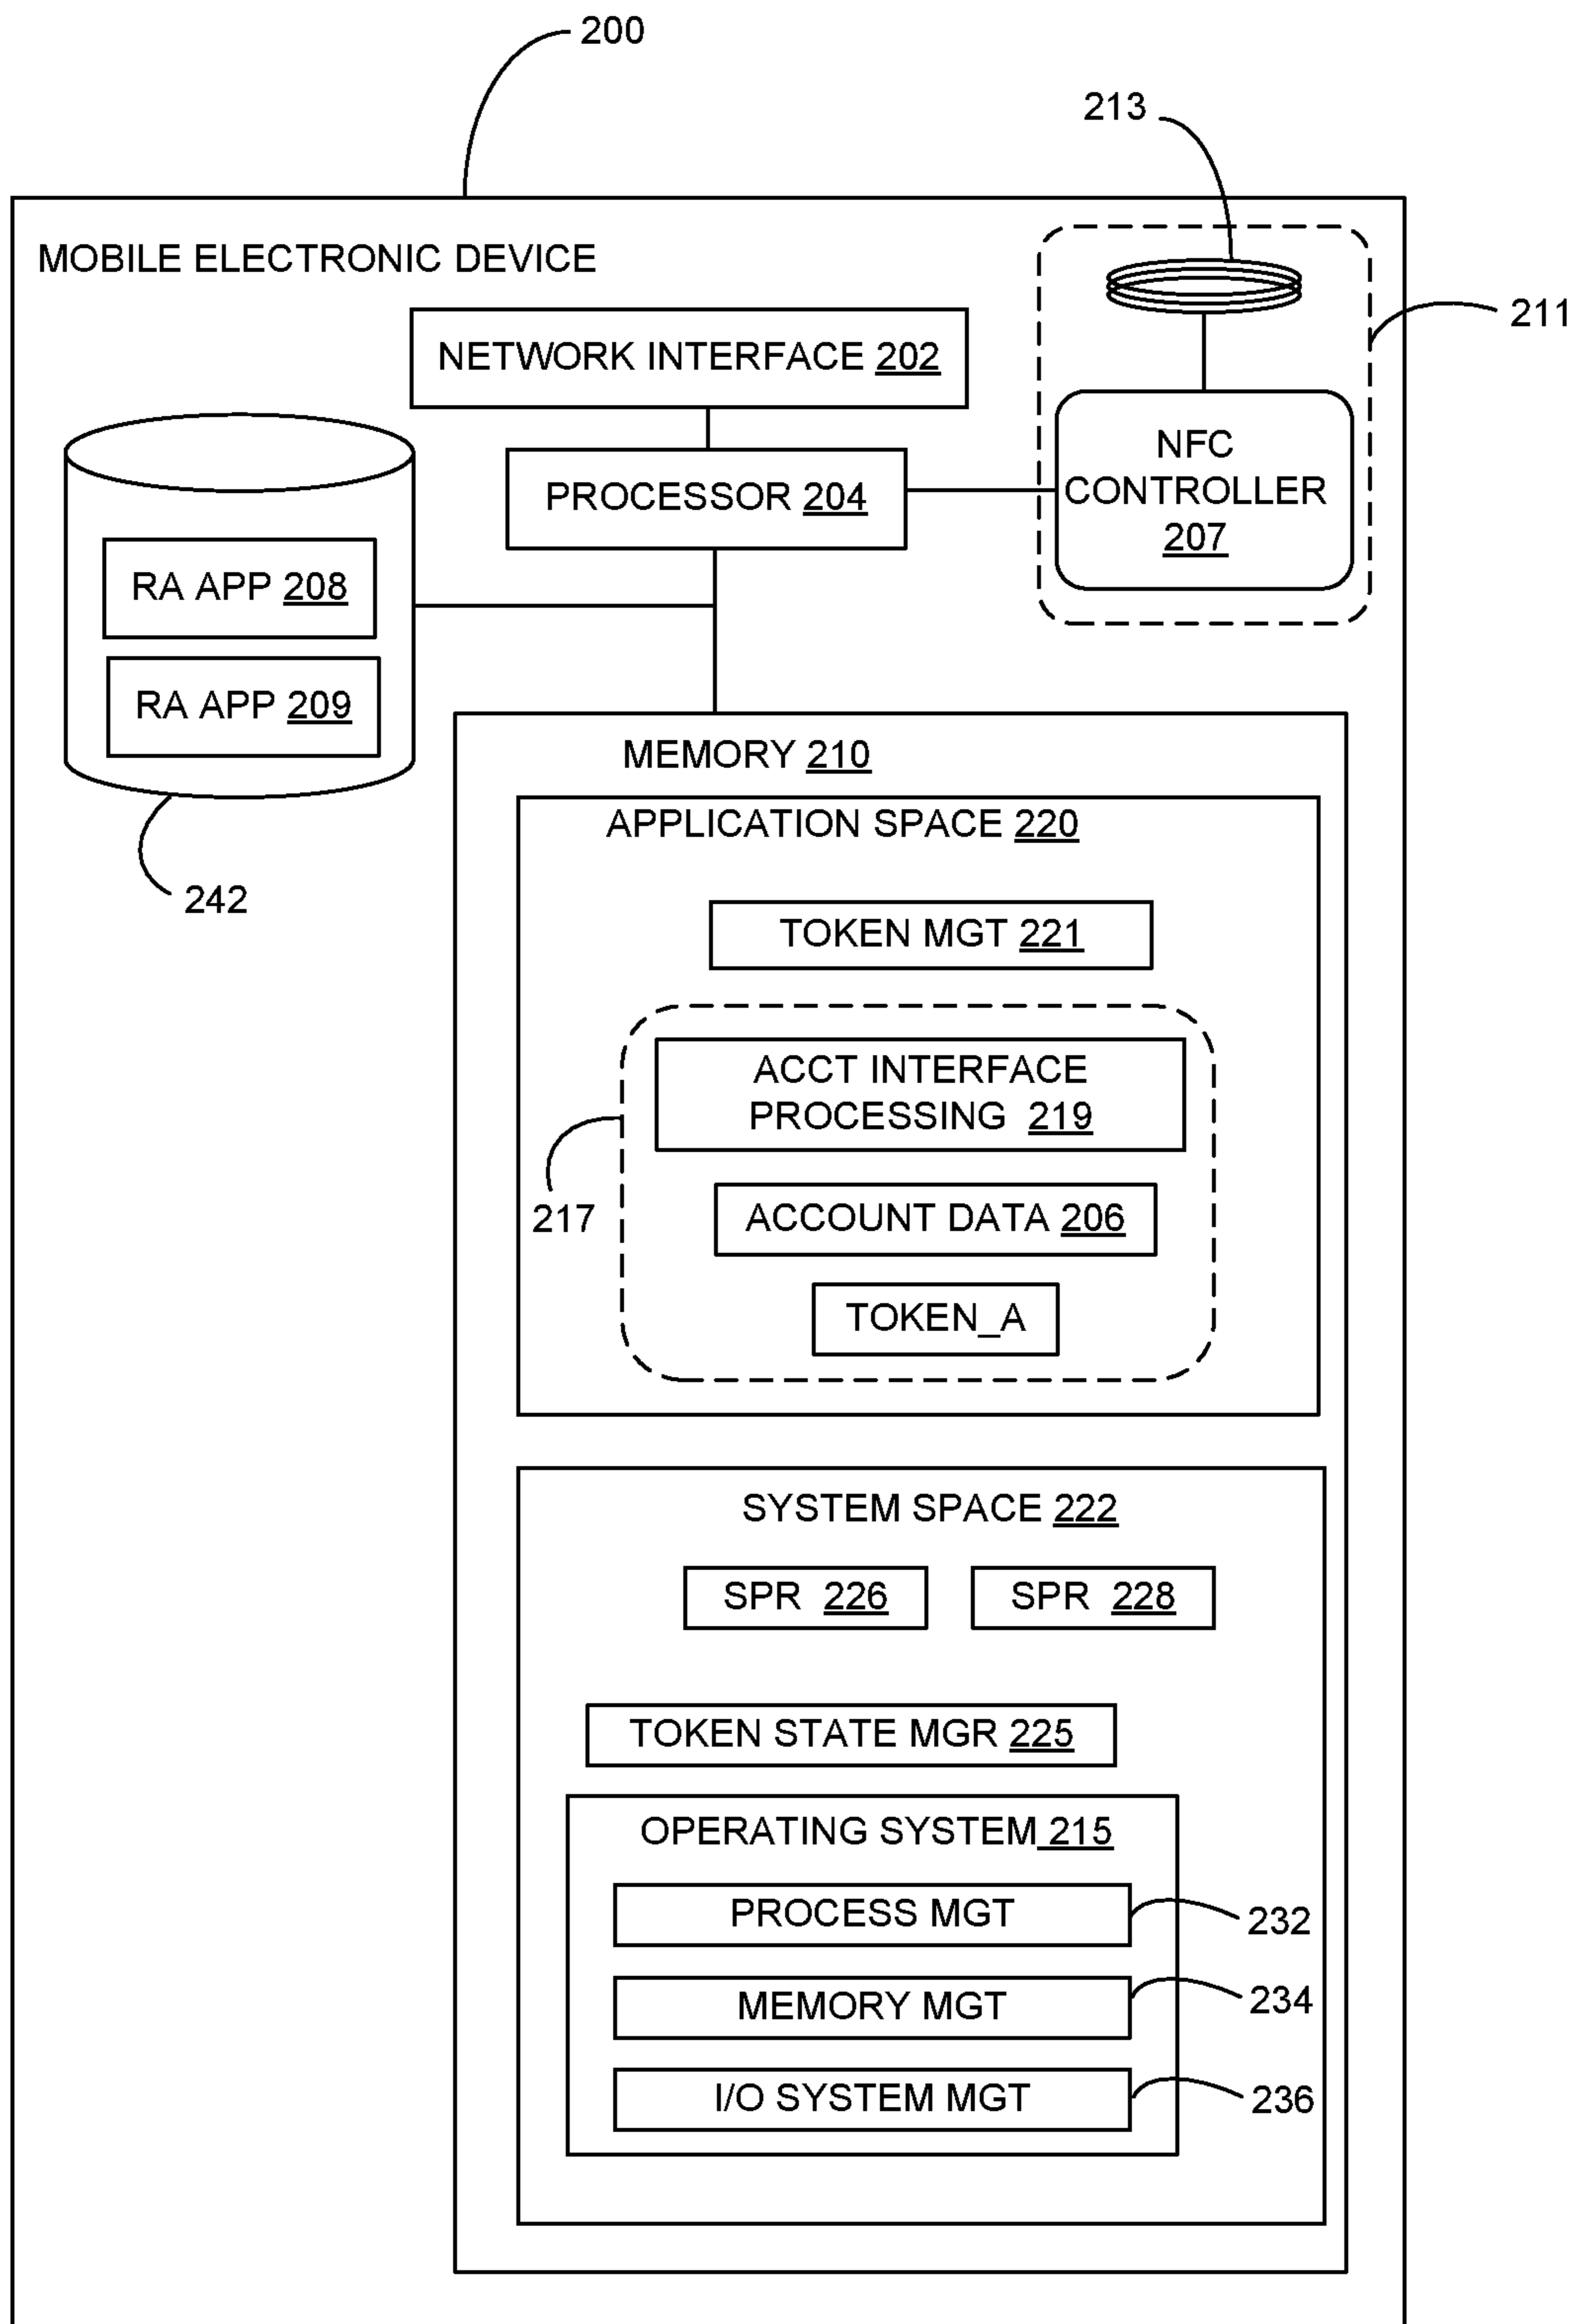 200
213
MOBILE ELECTRONIC DEVICE
211
NETWORK INTERFACE 202
NFC
CONTROLLER
207
PROCESSOR 204
RA APP 208
RA APP 209
242
MEMORY 210
APPLICATION SPACE 220
TOKEN MGT 221
ACCT INTERFACE
PROCESSING 219
217
ACCOUNT DATA 206
TOKEN_A
SYSTEM SPACE 222
SPR 226
SPR 228
TOKEN STATE MGR 225
OPERATING SYSTEM 215
PROCESS MGT
232
MEMORY MGT
234
I/O SYSTEM MGT
236